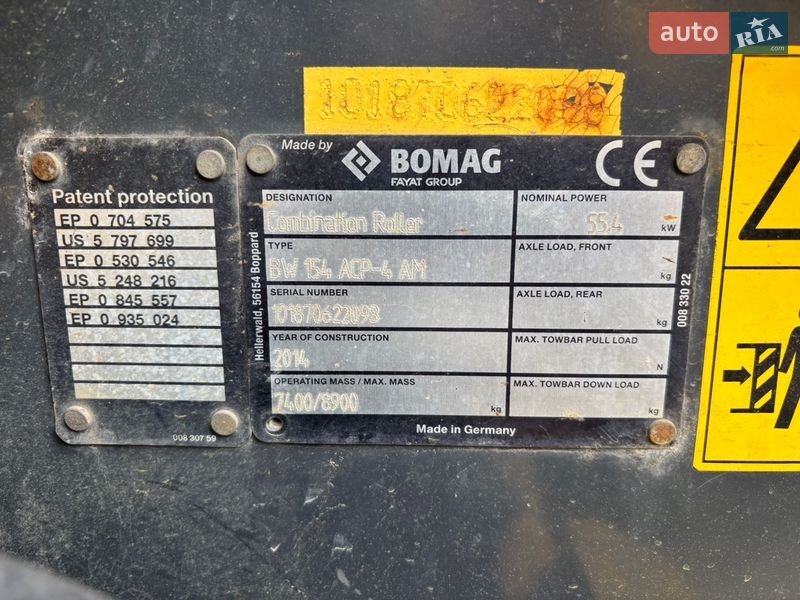 auto RIA .com
101870622098
Patent protection
EP 0 704 575
US 5 797 699
EP 0 530 546
US 5 248 216
EP 0 845 557
EP 0 935 024
008 307 59
Made by BOMAG CE
FAYAT GROUP
DESIGNATION
Combination Roller
NOMINAL POWER
55.4 kW
TYPE
BW 154 ACP-4 AM
AXLE LOAD, FRONT
kg
SERIAL NUMBER
101870622098
AXLE LOAD, REAR
kg
YEAR OF CONSTRUCTION
2014
MAX. TOWBAR PULL LOAD
N
OPERATING MASS / MAX. MASS
7400/8900 kg
MAX. TOWBAR DOWN LOAD
kg
Made in Germany
Hellerwald, 56154 Boppard
008 330 22